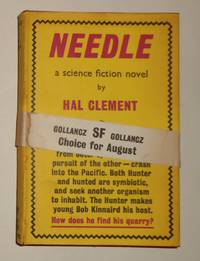 NEEDLE
a science fiction novel
by
HAL CLEMENT
GOLLANCZ SF GOLLANCZ
Choice for August
from outer
pursuit of the other — crash
into the Pacific. Both Hunter
and hunted are symbiotic,
and seek another organism
to inhabit. The Hunter makes
young Bob Kinnaird his host.
How does he find his quarry?